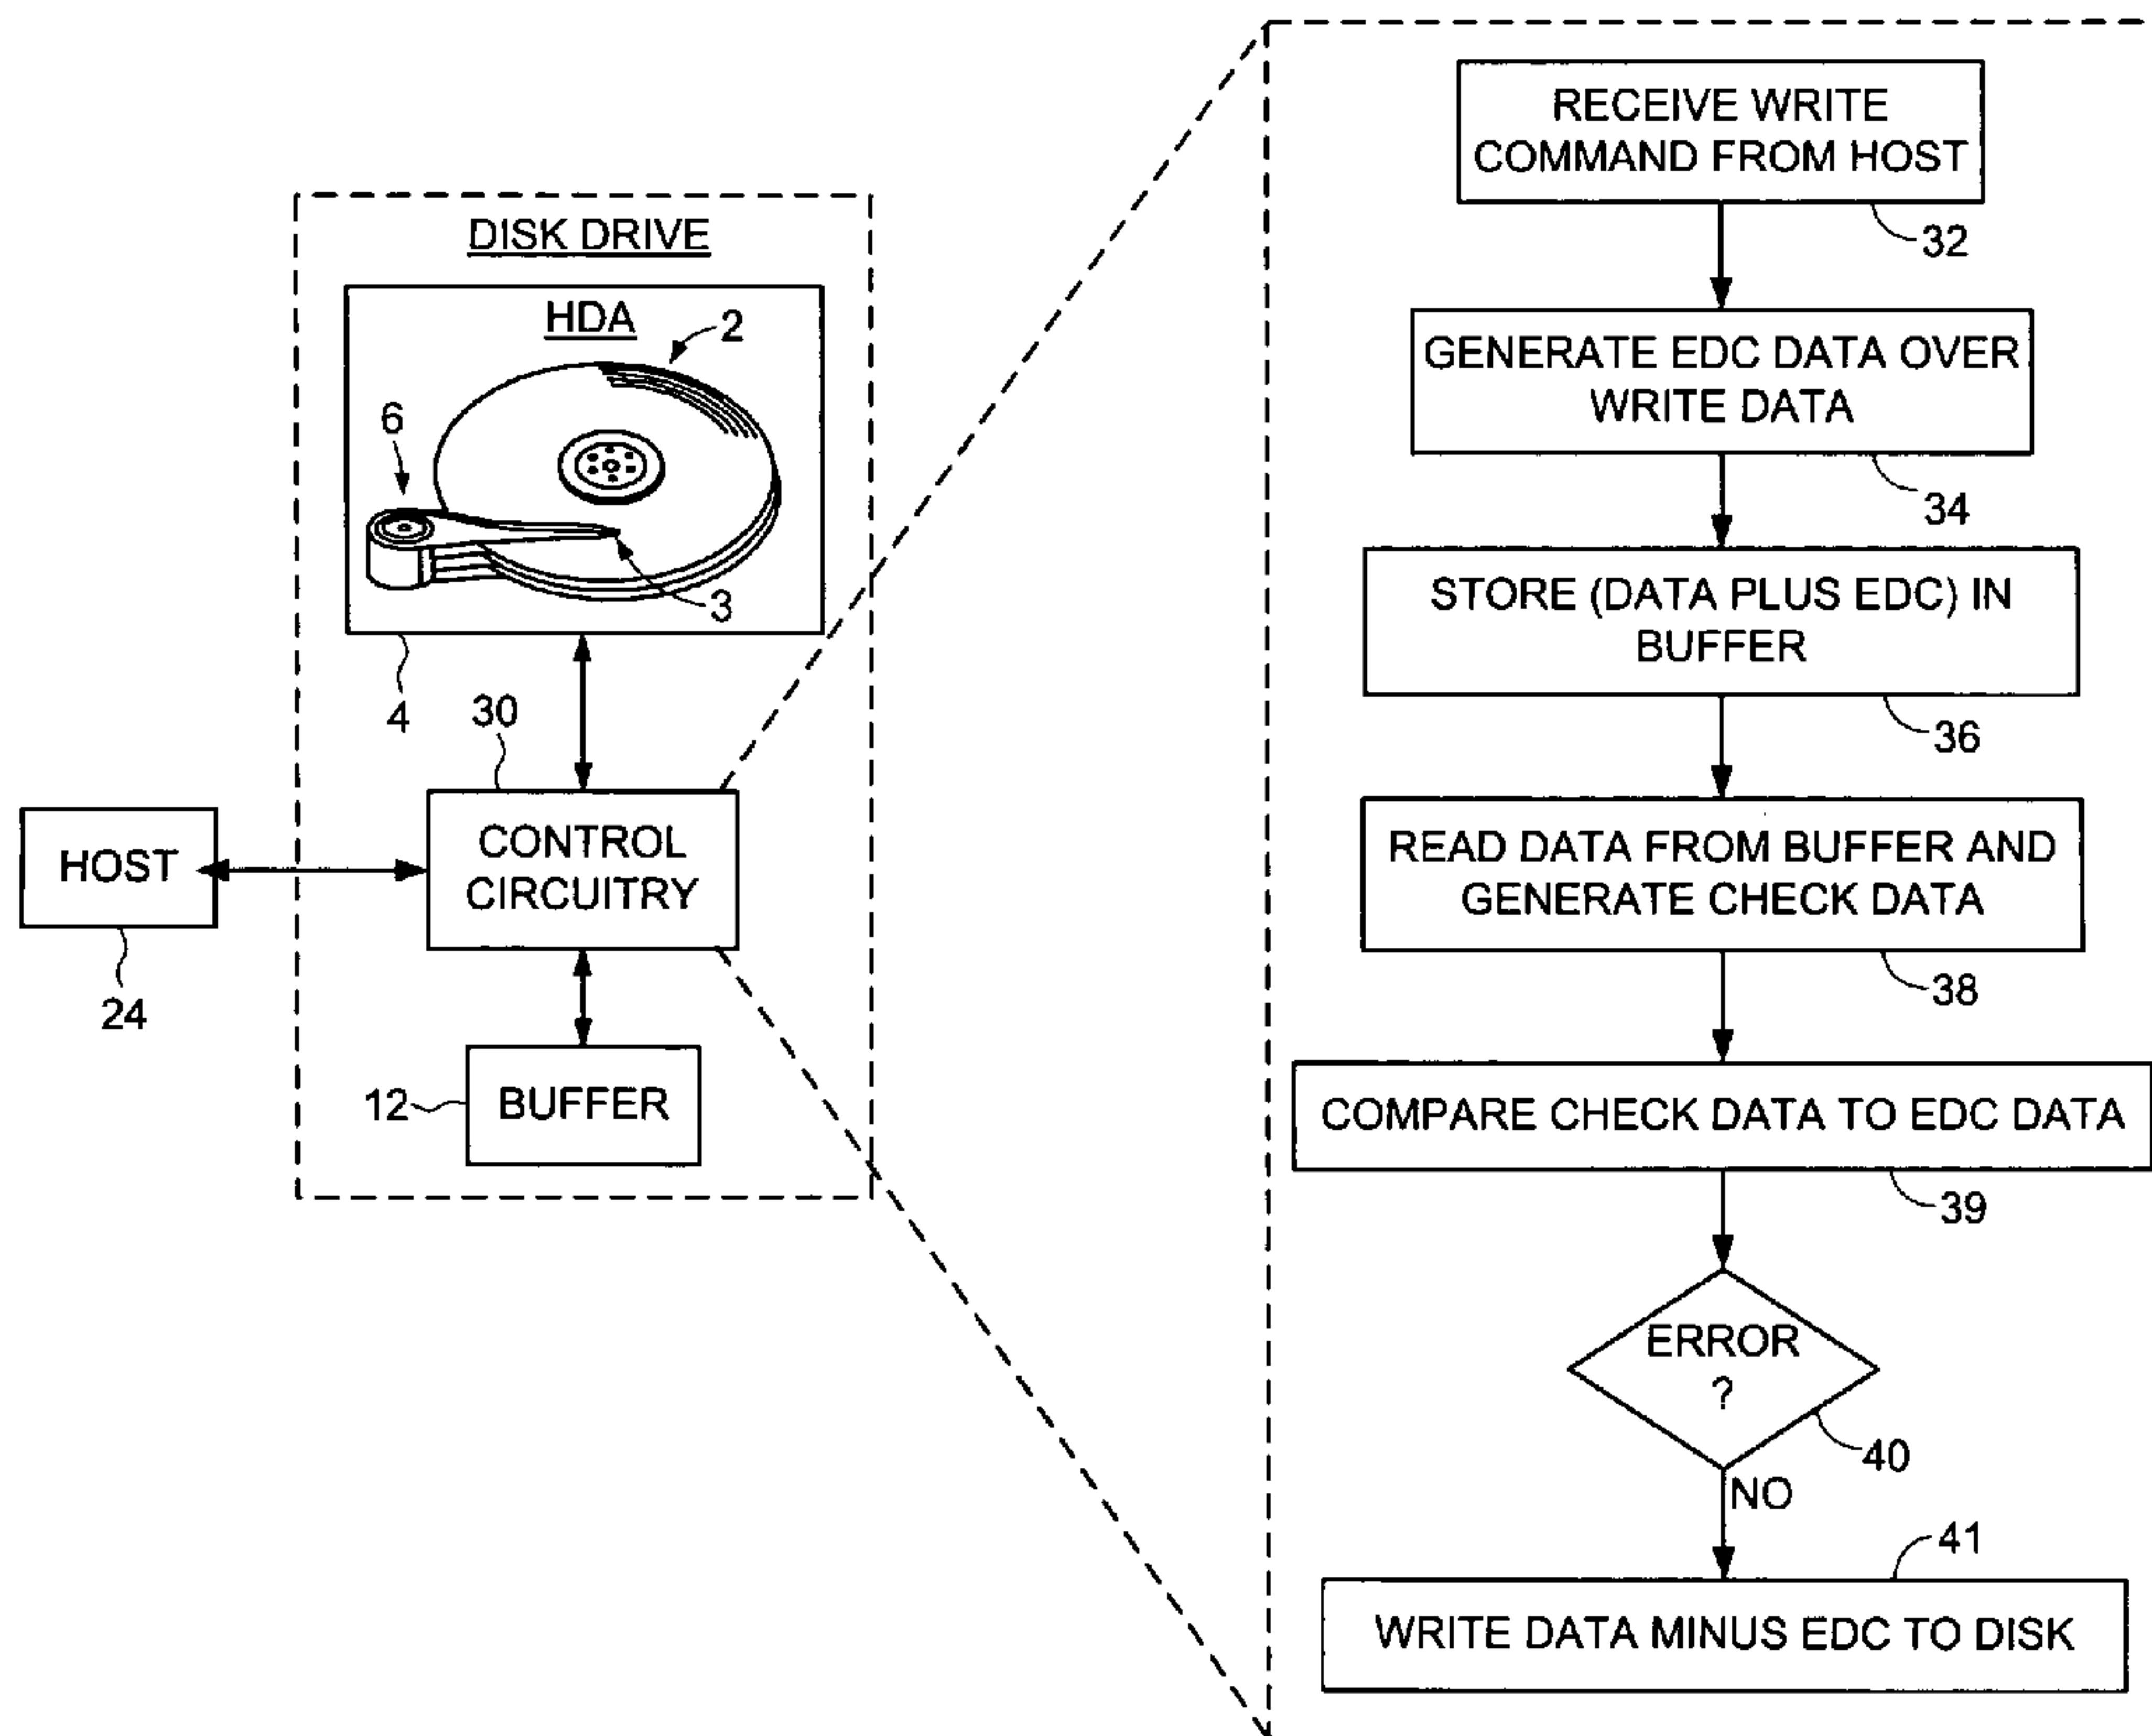 DISK DRIVE
HDA
2
6
3
4
30
HOST
24
CONTROL
CIRCUITRY
12
BUFFER
RECEIVE WRITE
COMMAND FROM HOST
32
GENERATE EDC DATA OVER
WRITE DATA
34
STORE (DATA PLUS EDC) IN
BUFFER
36
READ DATA FROM BUFFER AND
GENERATE CHECK DATA
38
COMPARE CHECK DATA TO EDC DATA
39
ERROR
?
40
NO
41
WRITE DATA MINUS EDC TO DISK